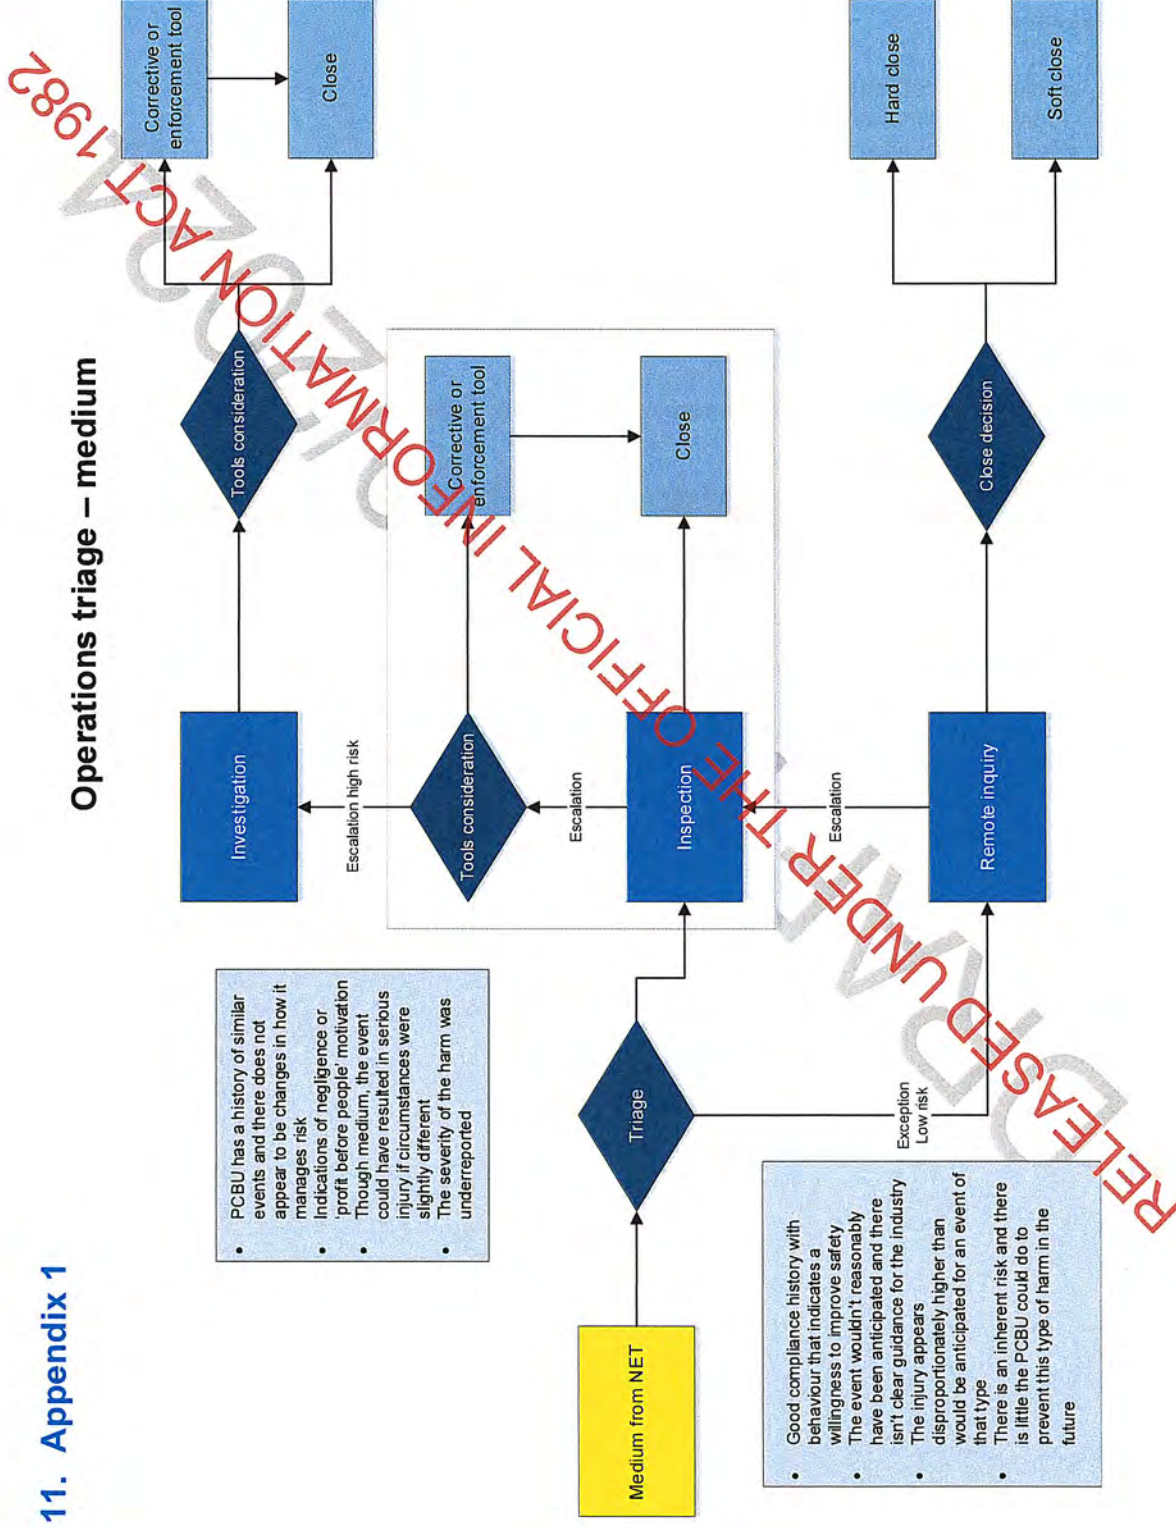 11. Appendix 1
Operations triage – medium
• PCBU has a history of similar
events and there does not
appear to be changes in how it
manages risk
• Indications of negligence or
'profit before people' motivation
• Though medium, the event
could have resulted in serious
injury if circumstances were
slightly different
• The severity of the harm was
underreported
Investigation
Tools consideration
Corrective or
enforcement tool
Close
Escalation high risk
Tools consideration
Corrective or
enforcement tool
Escalation
Medium from NET
Triage
Inspection
Close
Escalation
Exception
Low risk
• Good compliance history with
behaviour that indicates a
willingness to improve safety
• The event wouldn't reasonably
have been anticipated and there
isn't clear guidance for the industry
• The injury appears
disproportionately higher than
would be anticipated for an event of
that type
• There is an inherent risk and there
is little the PCBU could do to
prevent this type of harm in the
future
Remote inquiry
Close decision
Hard close
Soft close
RELEASED UNDER THE OFFICIAL INFORMATION ACT 1982